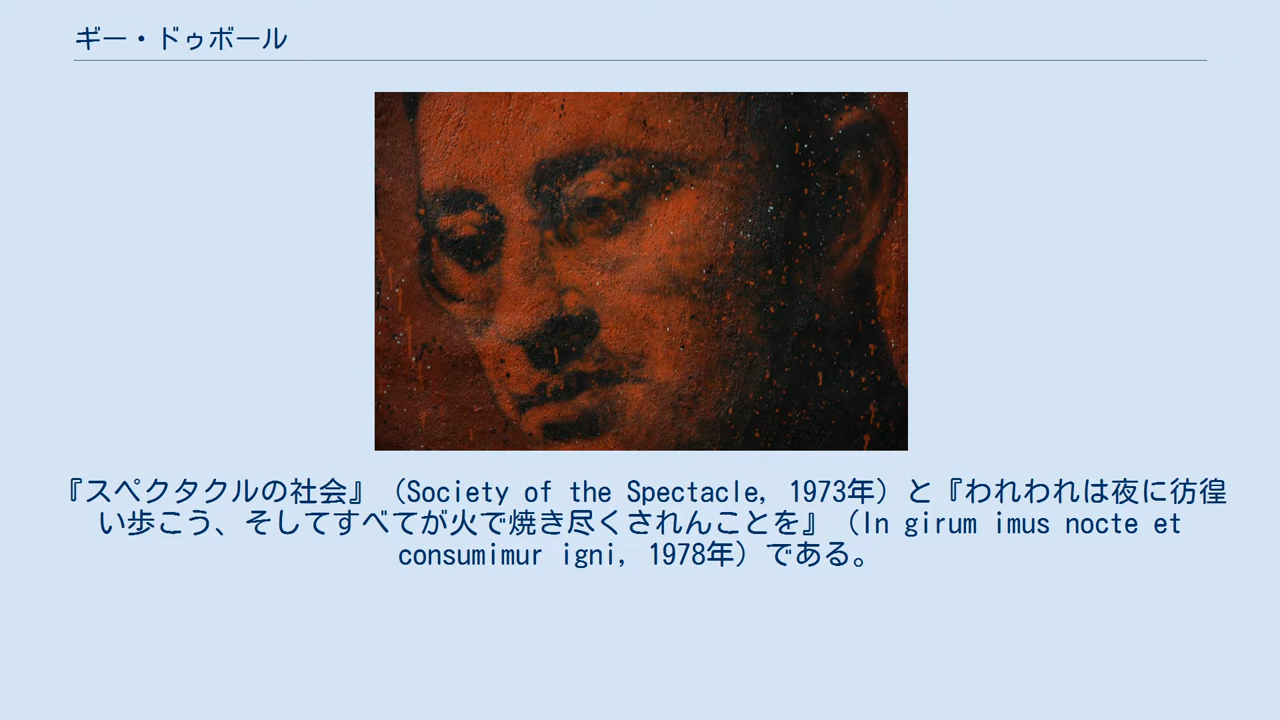 ギー・ドゥボール
『スペクタクルの社会』（Society of the Spectacle, 1973年）と『われわれは夜に彷徨
い歩こう、そしてすべてが火で焼き尽くされんことを』（In girum imus nocte et
consumimur igni, 1978年）である。